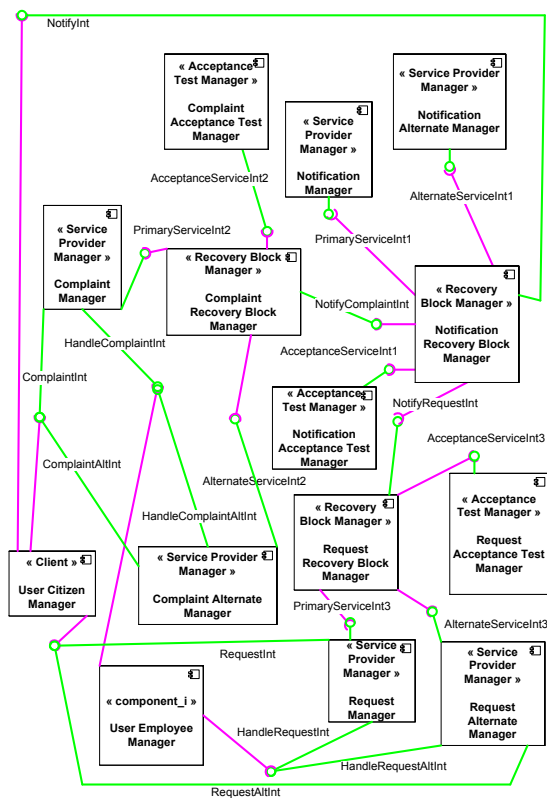 NotifyInt
« Acceptance
Test Manager »
Complaint
Acceptance Test
Manager
« Service Provider
Manager »
Notification
Alternate Manager
« Service
Provider
Manager »
Notification
Manager
AcceptanceServiceInt2
AlternateServiceInt1
« Service
Provider
Manager »
Complaint
Manager
PrimaryServiceInt2
PrimaryServiceInt1
« Recovery Block
Manager »
Complaint
Recovery Block
Manager
« Recovery
Block Manager »
Notification
Recovery Block
Manager
NotifyComplaintInt
HandleComplaintInt
AcceptanceServiceInt1
ComplaintInt
« Acceptance
Test Manager »
Notification
Acceptance Test
Manager
NotifyRequestInt
AcceptanceServiceInt3
ComplaintAltInt
AlternateServiceInt2
« Acceptance
Test Manager »
Request
Acceptance Test
Manager
HandleComplaintAltInt
« Recovery
Block Manager »
Request
Recovery Block
Manager
« Client »
User Citizen
Manager
« Service Provider
Manager »
Complaint Alternate
Manager
PrimaryServiceInt3
AlternateServiceInt3
RequestInt
« Service
Provider
Manager »
Request
Manager
« Service
Provider
Manager »
Request
Alternate
Manager
« component_i »
User Employee
Manager
HandleRequestInt
HandleRequestAltInt
RequestAltInt